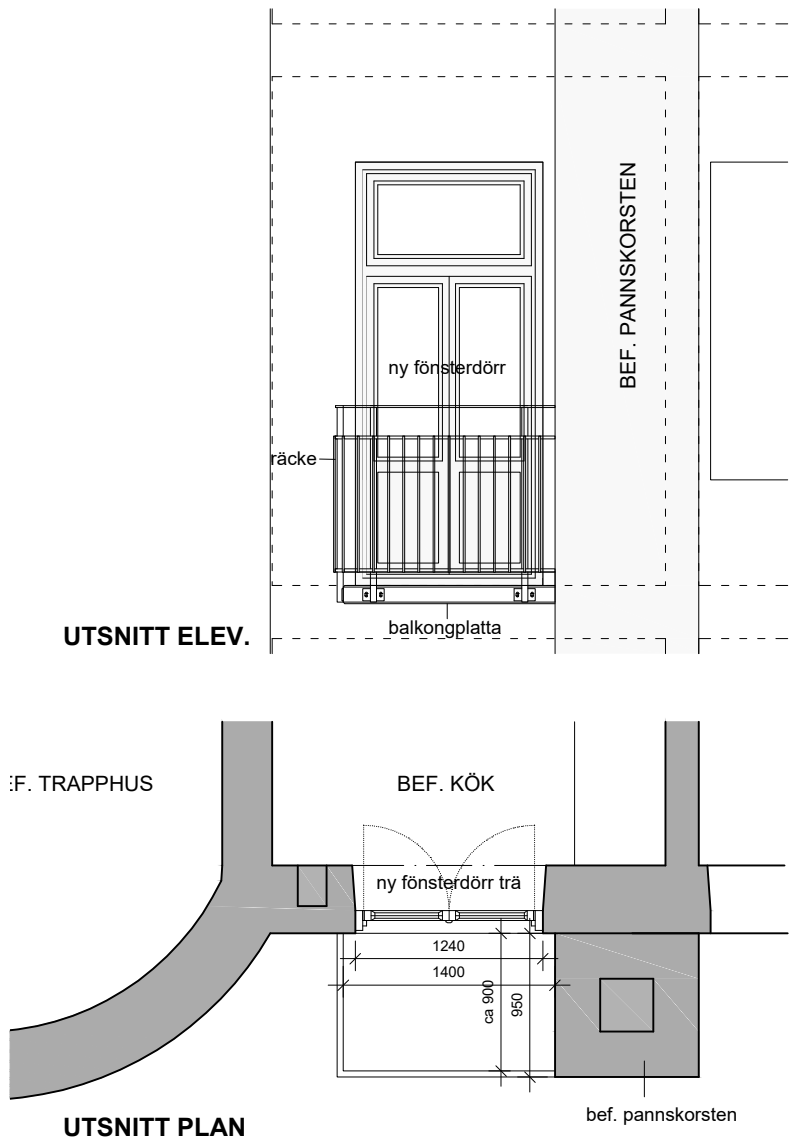 BEF. PANNSKORSTEN
ny fönsterdörr
räcke
balkongplatta
UTSNITT ELEV.
EF. TRAPPHUS
BEF. KÖK
ny fönsterdörr trä
1240
1400
ca 900
950
bef. pannskorsten
UTSNITT PLAN